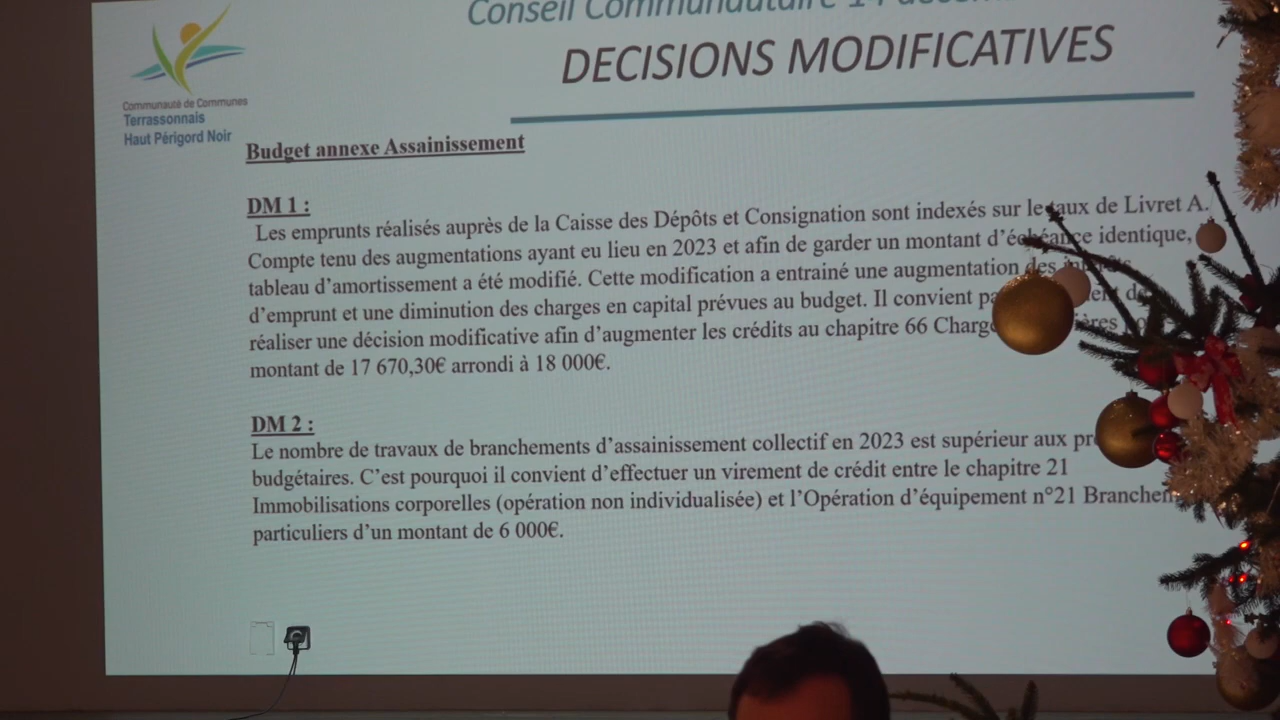 Conseil Communautaire 14
DECISIONS MODIFICATIVES
Communauté de Communes
Terrassonnais
Haut Périgord Noir
Budget annexe Assainissement
DM 1 :
Les emprunts réalisés auprès de la Caisse des Dépôts et Consignation sont indexés sur le taux de Livret A.
Compte tenu des augmentations ayant eu lieu en 2023 et afin de garder un montant d’échéance identique,
tableau d’amortissement a été modifié. Cette modification a entrainé une augmentation des intérêts
d’emprunt et une diminution des charges en capital prévues au budget. Il convient
réaliser une décision modificative afin d’augmenter les crédits au chapitre 66
montant de 17 670,30€ arrondi à 18 000€.
DM 2 :
Le nombre de travaux de branchements d’assainissement collectif en 2023 est supérieur aux
budgétaires. C’est pourquoi il convient d’effectuer un virement de crédit entre le chapitre 21
Immobilisations corporelles (opération non individualisée) et l’Opération d’équipement n°21
particuliers d’un montant de 6 000€.